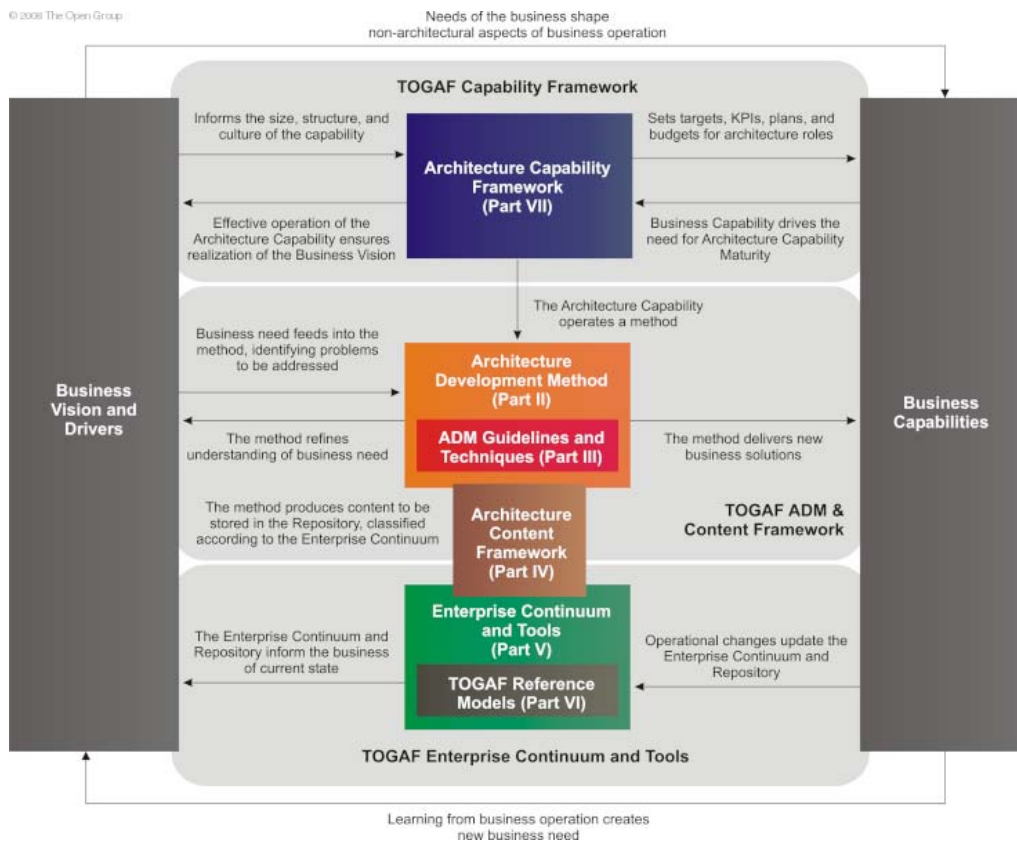 © 2008 The Open Group
Needs of the business shape
non-architectural aspects of business operation
TOGAF Capability Framework
Informs the size, structure, and
culture of the capability
Sets targets, KPIs, plans, and
budgets for architecture roles
Architecture Capability
Framework
(Part VII)
Effective operation of the
Architecture Capability ensures
realization of the Business Vision
Business Capability drives the
need for Architecture Capability
Maturity
The Architecture Capability
operates a method
Business need feeds into the
method, identifying problems
to be addressed
Architecture
Development Method
(Part II)
Business
Vision and
Drivers
Business
Capabilities
ADM Guidelines and
Techniques (Part III)
The method refines
understanding of business need
The method delivers new
business solutions
The method produces content to be
stored in the Repository, classified
according to the Enterprise Continuum
Architecture
Content
Framework
(Part IV)
TOGAF ADM &
Content Framework
Enterprise Continuum
and Tools
(Part V)
The Enterprise Continuum and
Repository inform the business
of current state
Operational changes update the
Enterprise Continuum and
Repository
TOGAF Reference
Models (Part VI)
TOGAF Enterprise Continuum and Tools
Learning from business operation creates
new business need